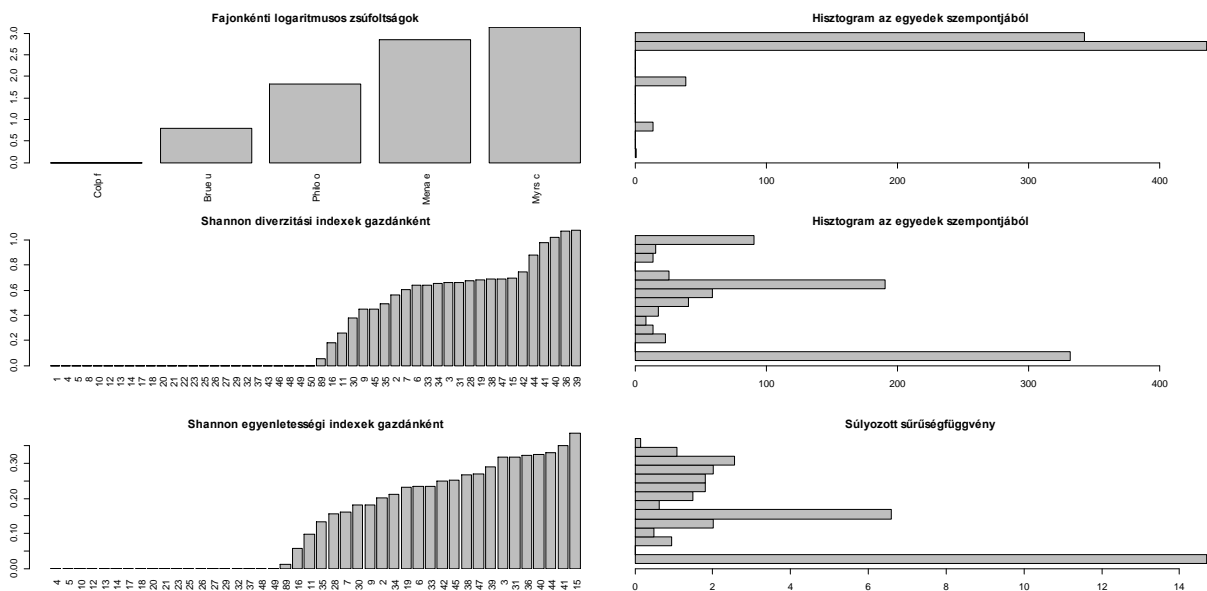 Fajonkénti logaritmusos zsúfoltságok
3.0
2.5
2.0
1.5
1.0
0.5
0.0
Colp f
Brue u
Philo o
Mena e
Myrs c
Hisztogram az egyedek szempontjából
0 100 200 300 400
Shannon diverzitási indexek gazdánként
1.0
0.8
0.6
0.4
0.2
0.0
1 4 5 8 10 12 13 14 17 18 20 21 22 23 25 26 27 29 32 37 43 46 48 49 50 89 16 11 30 9 45 35 2 7 6 33 34 3 31 28 19 38 47 15 42 44 41 40 36 39
Hisztogram az egyedek szempontjából
0 100 200 300 400
Shannon egyenletességi indexek gazdánként
0.30
0.20
0.10
0.00
4 5 10 12 14 17 20 21 23 25 26 27 29 32 37 48 49 89 16 11 35 28 7 30 9 2 34 19 6 33 42 45 38 47 39 3 31 36 40 44 41 15
Súlyozott sűrűségfüggvény
0 2 4 6 8 10 12 14